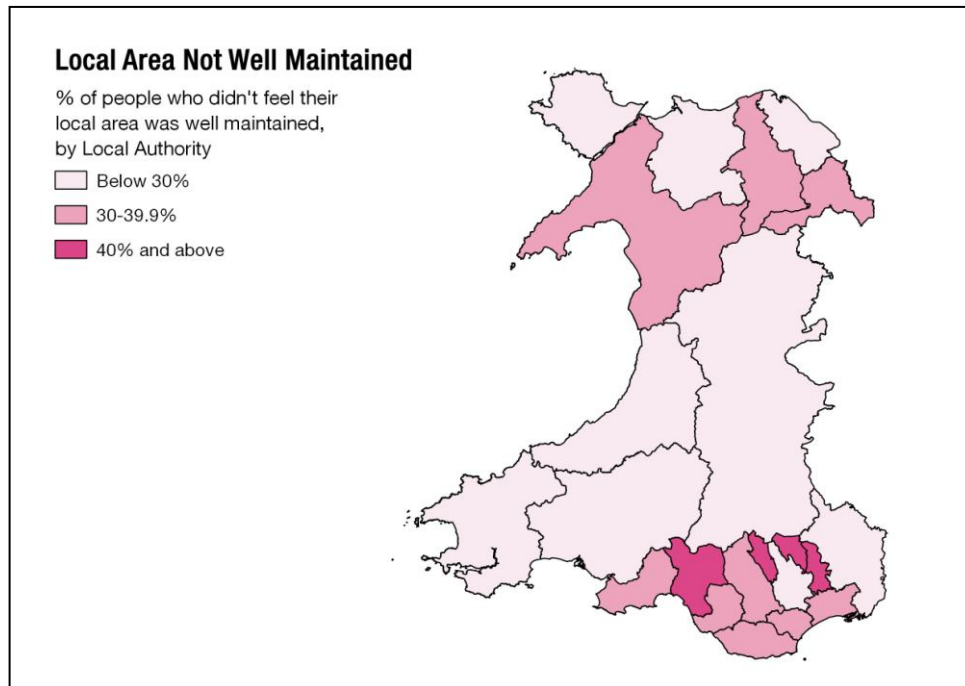 Local Area Not Well Maintained
% of people who didn't feel their
local area was well maintained,
by Local Authority
Below 30%
30-39.9%
40% and above